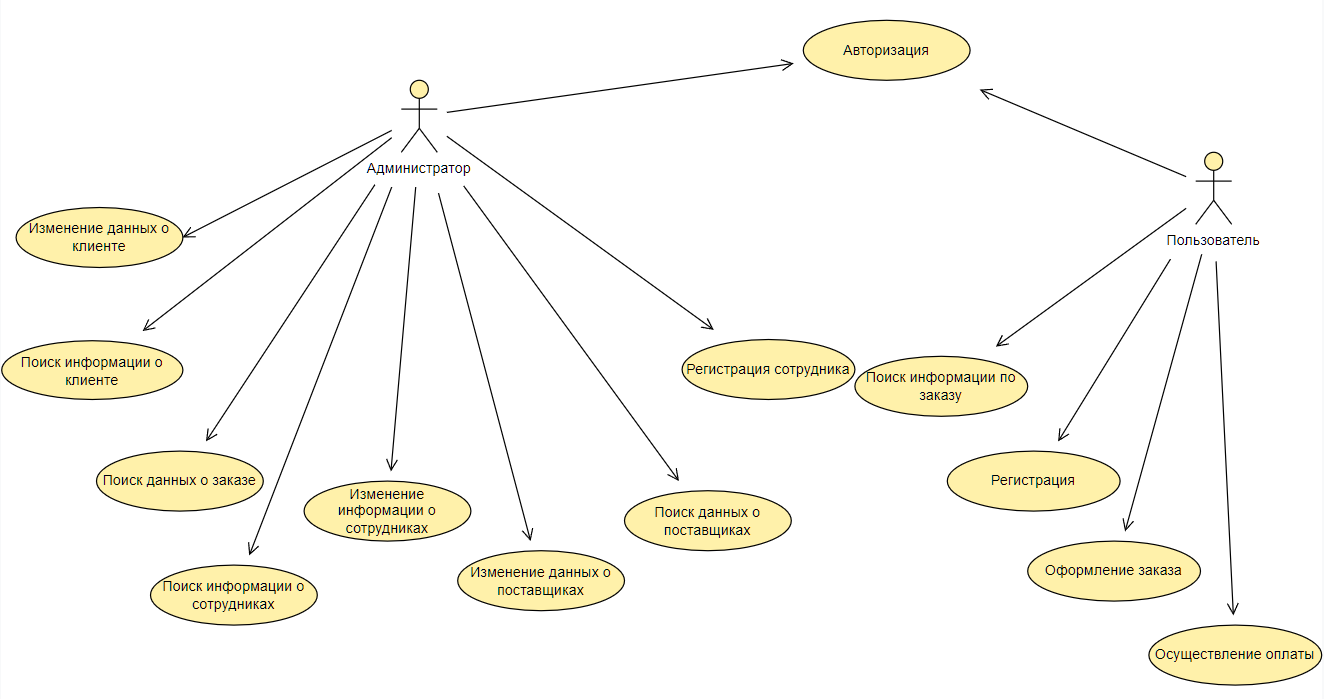 Авторизация
Администратор
Пользователь
Изменение данных о
клиенте
Поиск информации о
клиенте
Регистрация сотрудника
Поиск информации по
заказу
Поиск данных о заказе
Изменение
информации о
сотрудниках
Поиск данных о
поставщиках
Регистрация
Поиск информации о
сотрудниках
Изменение данных о
поставщиках
Оформление заказа
Осуществление оплаты